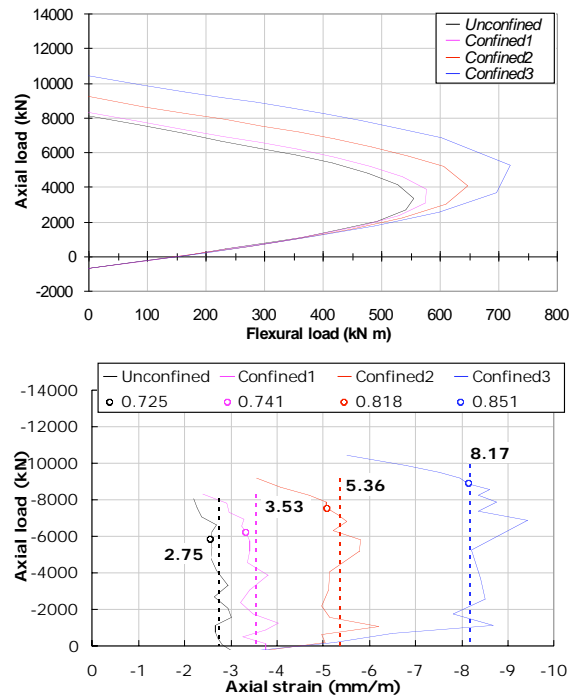 14000
12000
10000
8000
6000
4000
2000
0
-2000
Axial load (kN)
Unconfined
Confined1
Confined2
Confined3
0 100 200 300 400 500 600 700 800
Flexural load (kN m)
Unconfined Confined1 Confined2 Confined3
0.725 0.741 0.818 0.851
-14000
-12000
-10000
-8000
-6000
-4000
-2000
0
Axial load (kN)
8.17
5.36
3.53
2.75
0 -1 -2 -3 -4 -5 -6 -7 -8 -9 -10
Axial strain (mm/m)